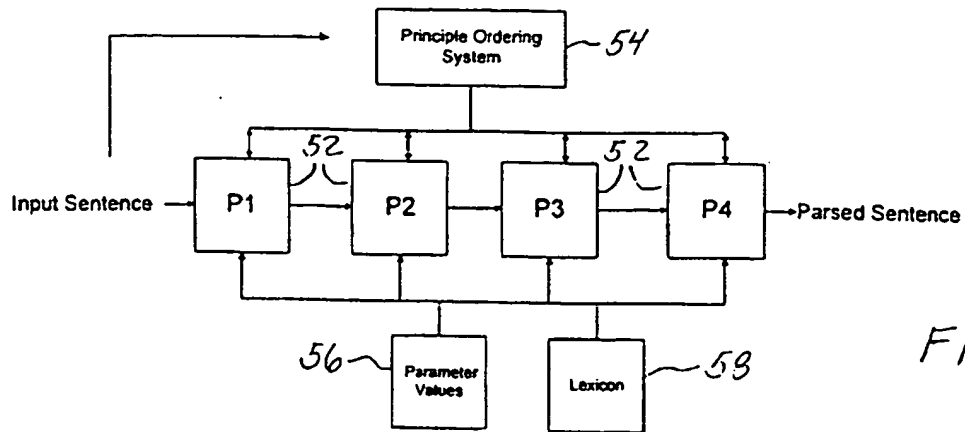 Principle Ordering
System
54
52
52
Input Sentence
P1
P2
P3
P4
Parsed Sentence
56
Parameter
Values
Lexicon
58